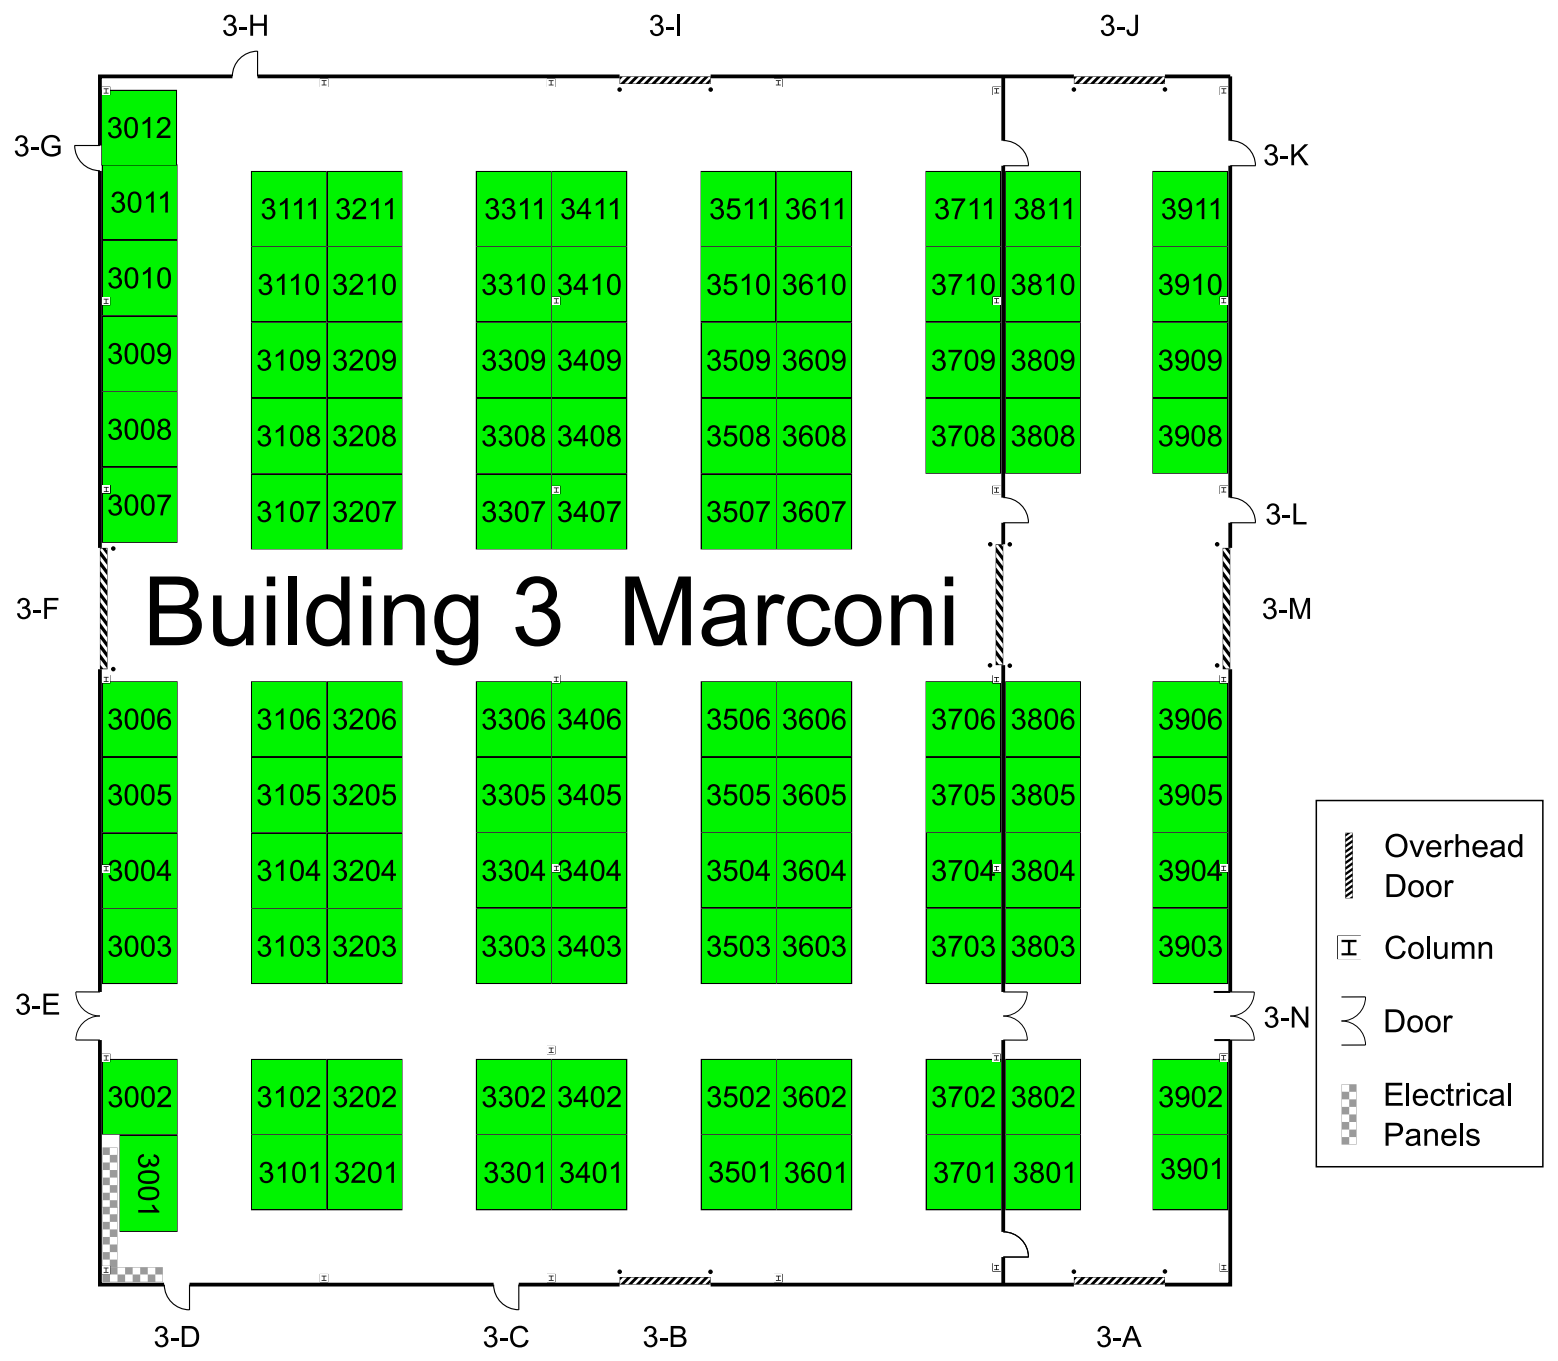 3-H 3-I 3-J
3012
3-G 3-K
3011 3111 3211 3311 3411 3511 3611 3711 3811 3911
3010 3110 3210 3310 3410 3510 3610 3710 3810 3910
3009 3109 3209 3309 3409 3509 3609 3709 3809 3909
3008 3108 3208 3308 3408 3508 3608 3708 3808 3908
3007 3107 3207 3307 3407 3507 3607 3-L
3-F Building 3 Marconi 3-M
3006 3106 3206 3306 3406 3506 3606 3706 3806 3906
3005 3105 3205 3305 3405 3505 3605 3705 3805 3905
3004 3104 3204 3304 3404 3504 3604 3704 3804 3904
3003 3103 3203 3303 3403 3503 3603 3703 3803 3903
3-E 3-N
3002 3102 3202 3302 3402 3502 3602 3702 3802 3902
3001 3101 3201 3301 3401 3501 3601 3701 3801 3901
3-D 3-C 3-B 3-A
Overhead
Door
Column
Door
Electrical
Panels